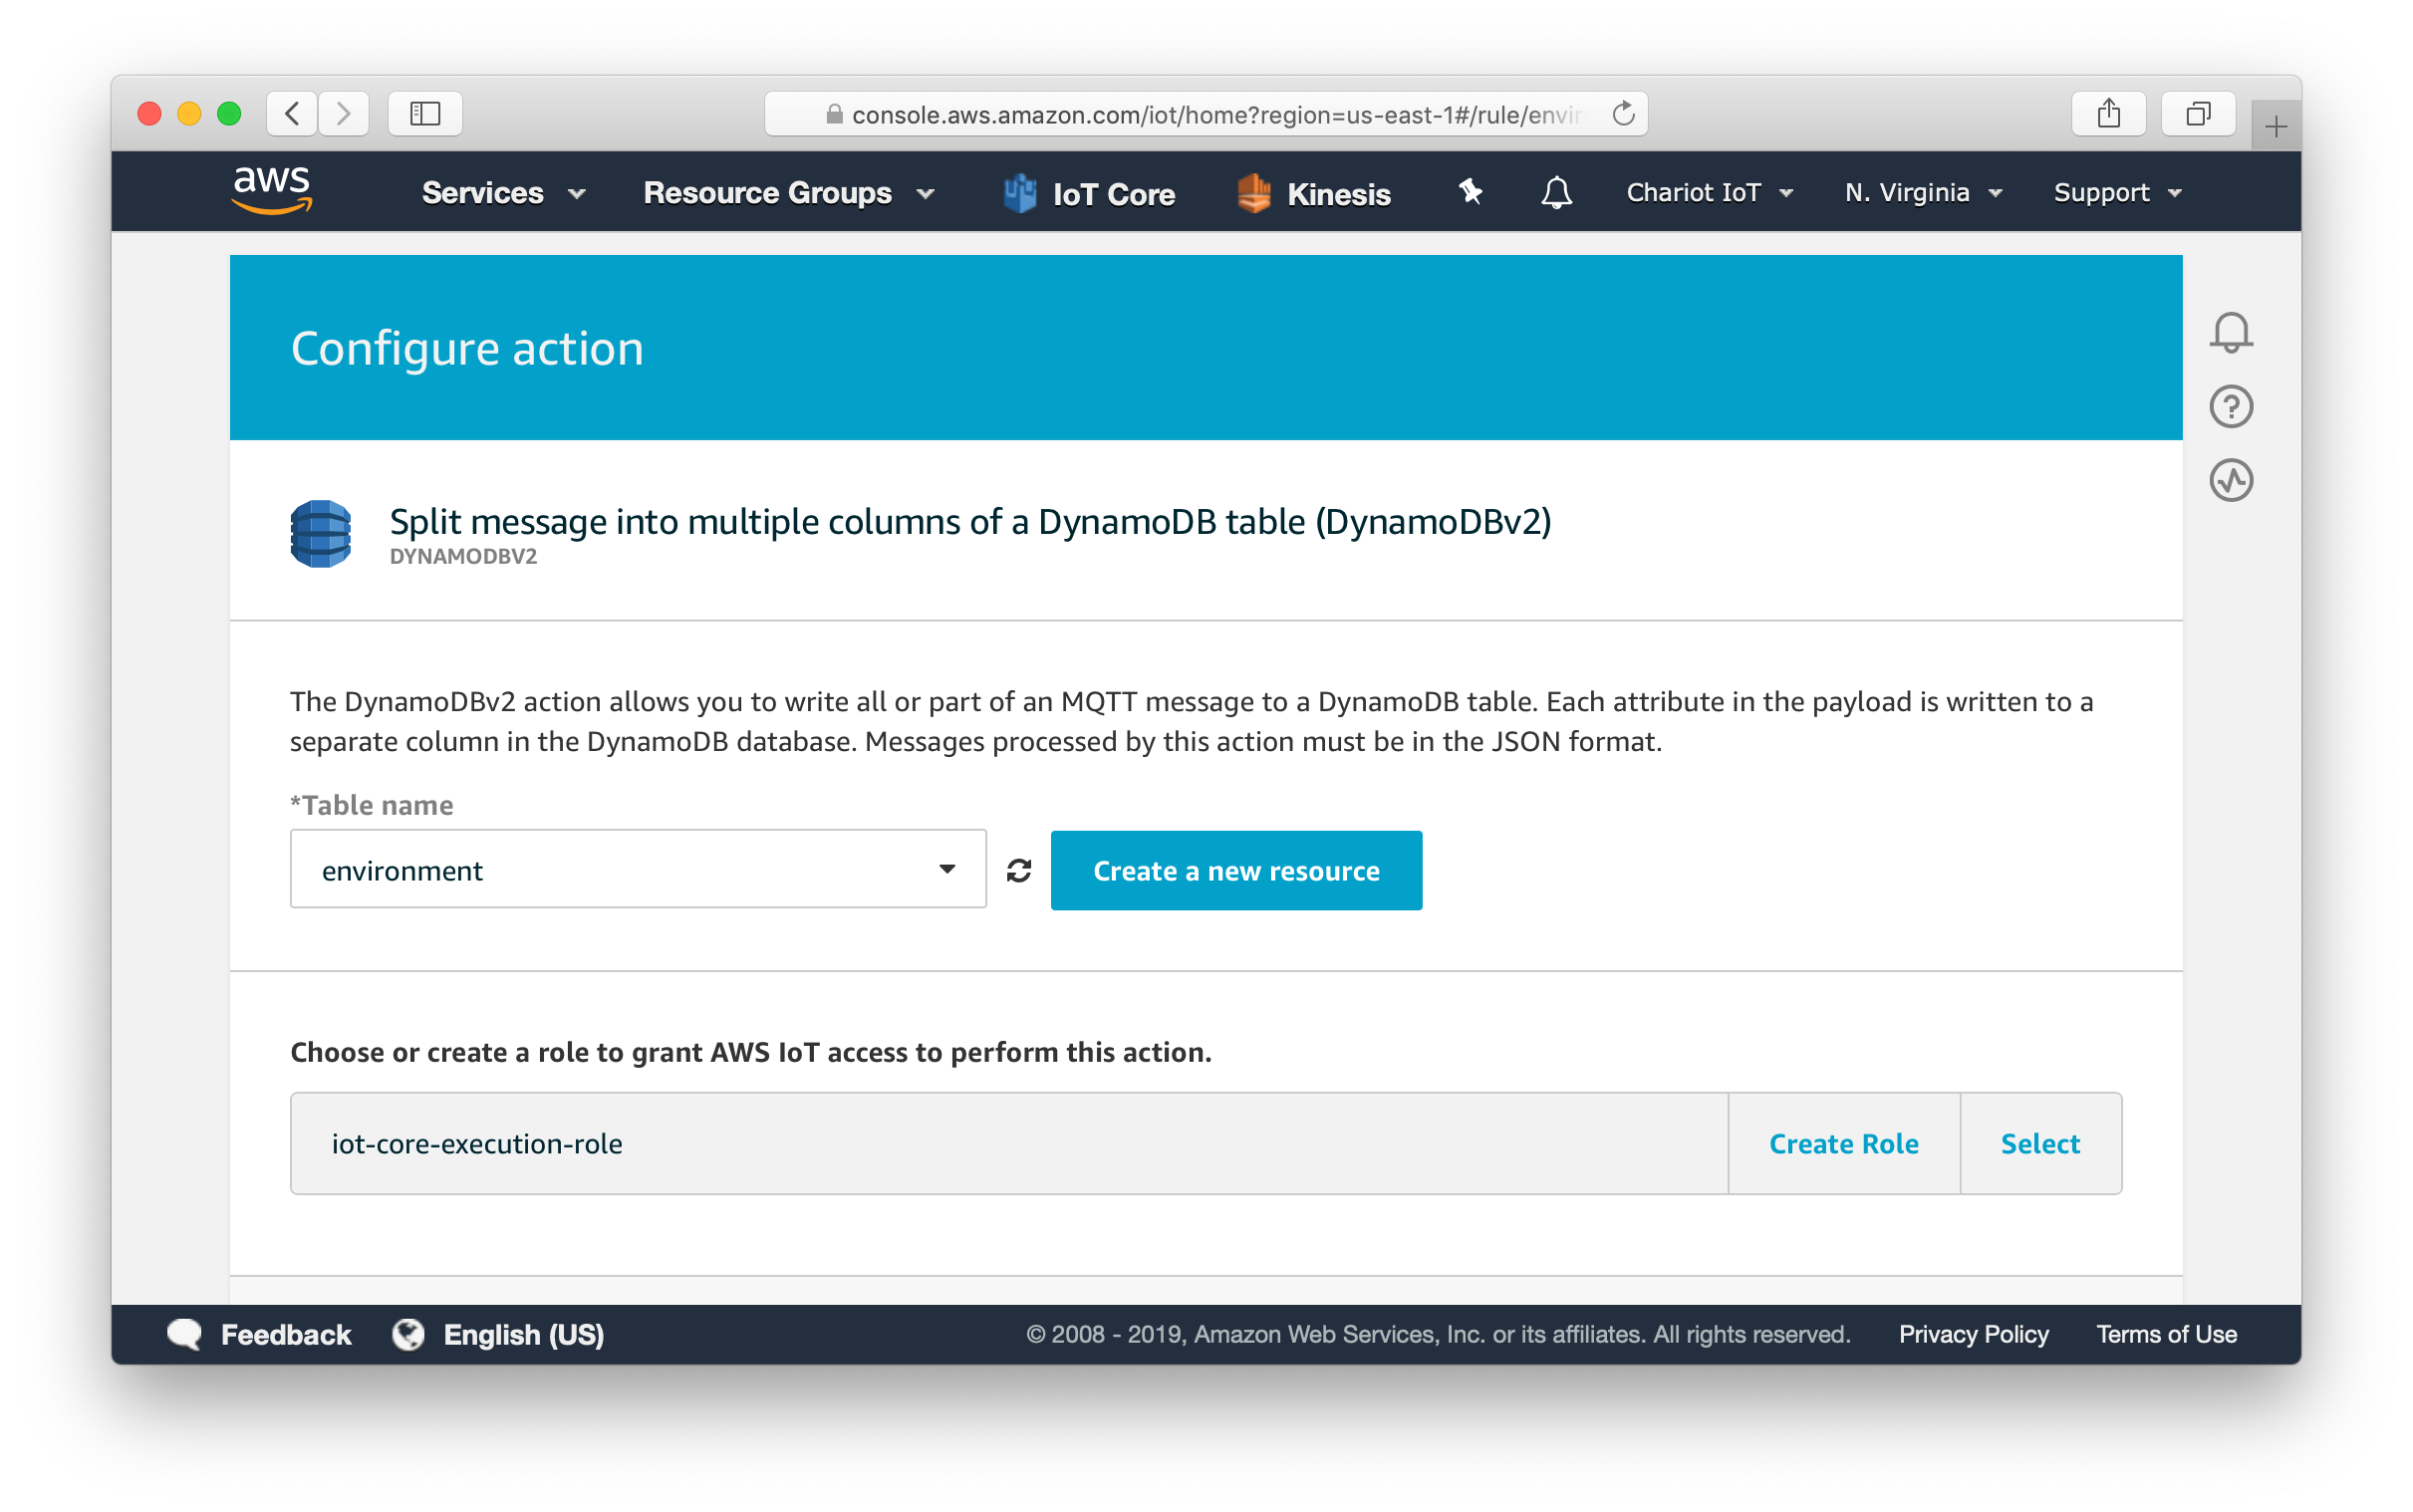 console.aws.amazon.com/iot/home?region=us-east-1#/rule/envir
aws
Services
Resource Groups
IoT Core
Kinesis
Chariot IoT
N. Virginia
Support
Configure action
Split message into multiple columns of a DynamoDB table (DynamoDBv2)
DYNAMODBV2
The DynamoDBv2 action allows you to write all or part of an MQTT message to a DynamoDB table. Each attribute in the payload is written to a
separate column in the DynamoDB database. Messages processed by this action must be in the JSON format.
*Table name
environment
Create a new resource
Choose or create a role to grant AWS IoT access to perform this action.
iot-core-execution-role
Create Role
Select
Feedback
English (US)
© 2008 - 2019, Amazon Web Services, Inc. or its affiliates. All rights reserved.
Privacy Policy
Terms of Use